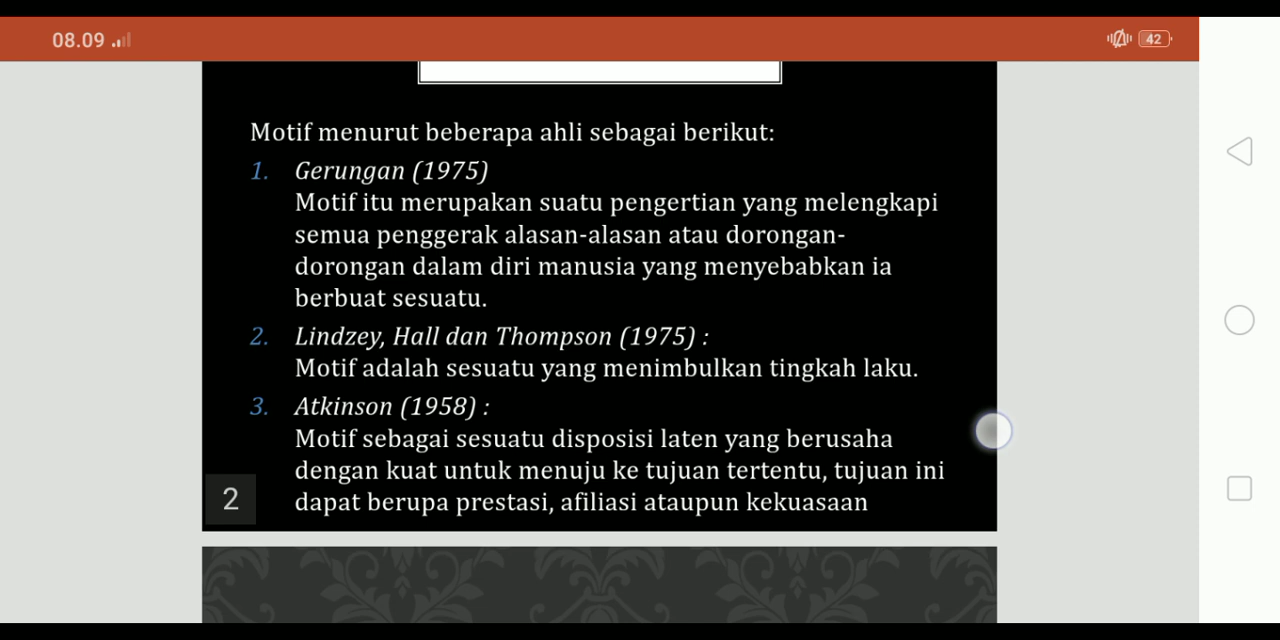 08.09
42
Motif menurut beberapa ahli sebagai berikut:
1. Gerungan (1975)
Motif itu merupakan suatu pengertian yang melengkapi
semua penggerak alasan-alasan atau dorongan-
dorongan dalam diri manusia yang menyebabkan ia
berbuat sesuatu.
2. Lindzey, Hall dan Thompson (1975) :
Motif adalah sesuatu yang menimbulkan tingkah laku.
3. Atkinson (1958) :
Motif sebagai sesuatu disposisi laten yang berusaha
dengan kuat untuk menuju ke tujuan tertentu, tujuan ini
dapat berupa prestasi, afiliasi ataupun kekuasaan
2